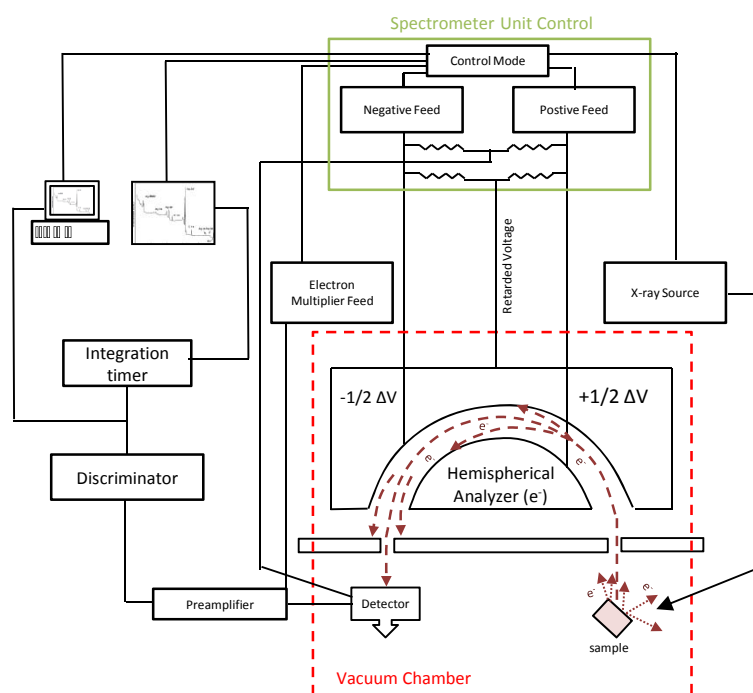 Spectrometer Unit Control
Control Mode
Negative Feed
Postive Feed
Retarded Voltage
Electron
Multiplier Feed
X-ray Source
Integration
timer
-1/2 ΔV
+1/2 ΔV
e-
e-
e-
e-
Discriminator
Hemispherical
Analyzer (e-)
e-
e-
Preamplifier
Detector
sample
Vacuum Chamber